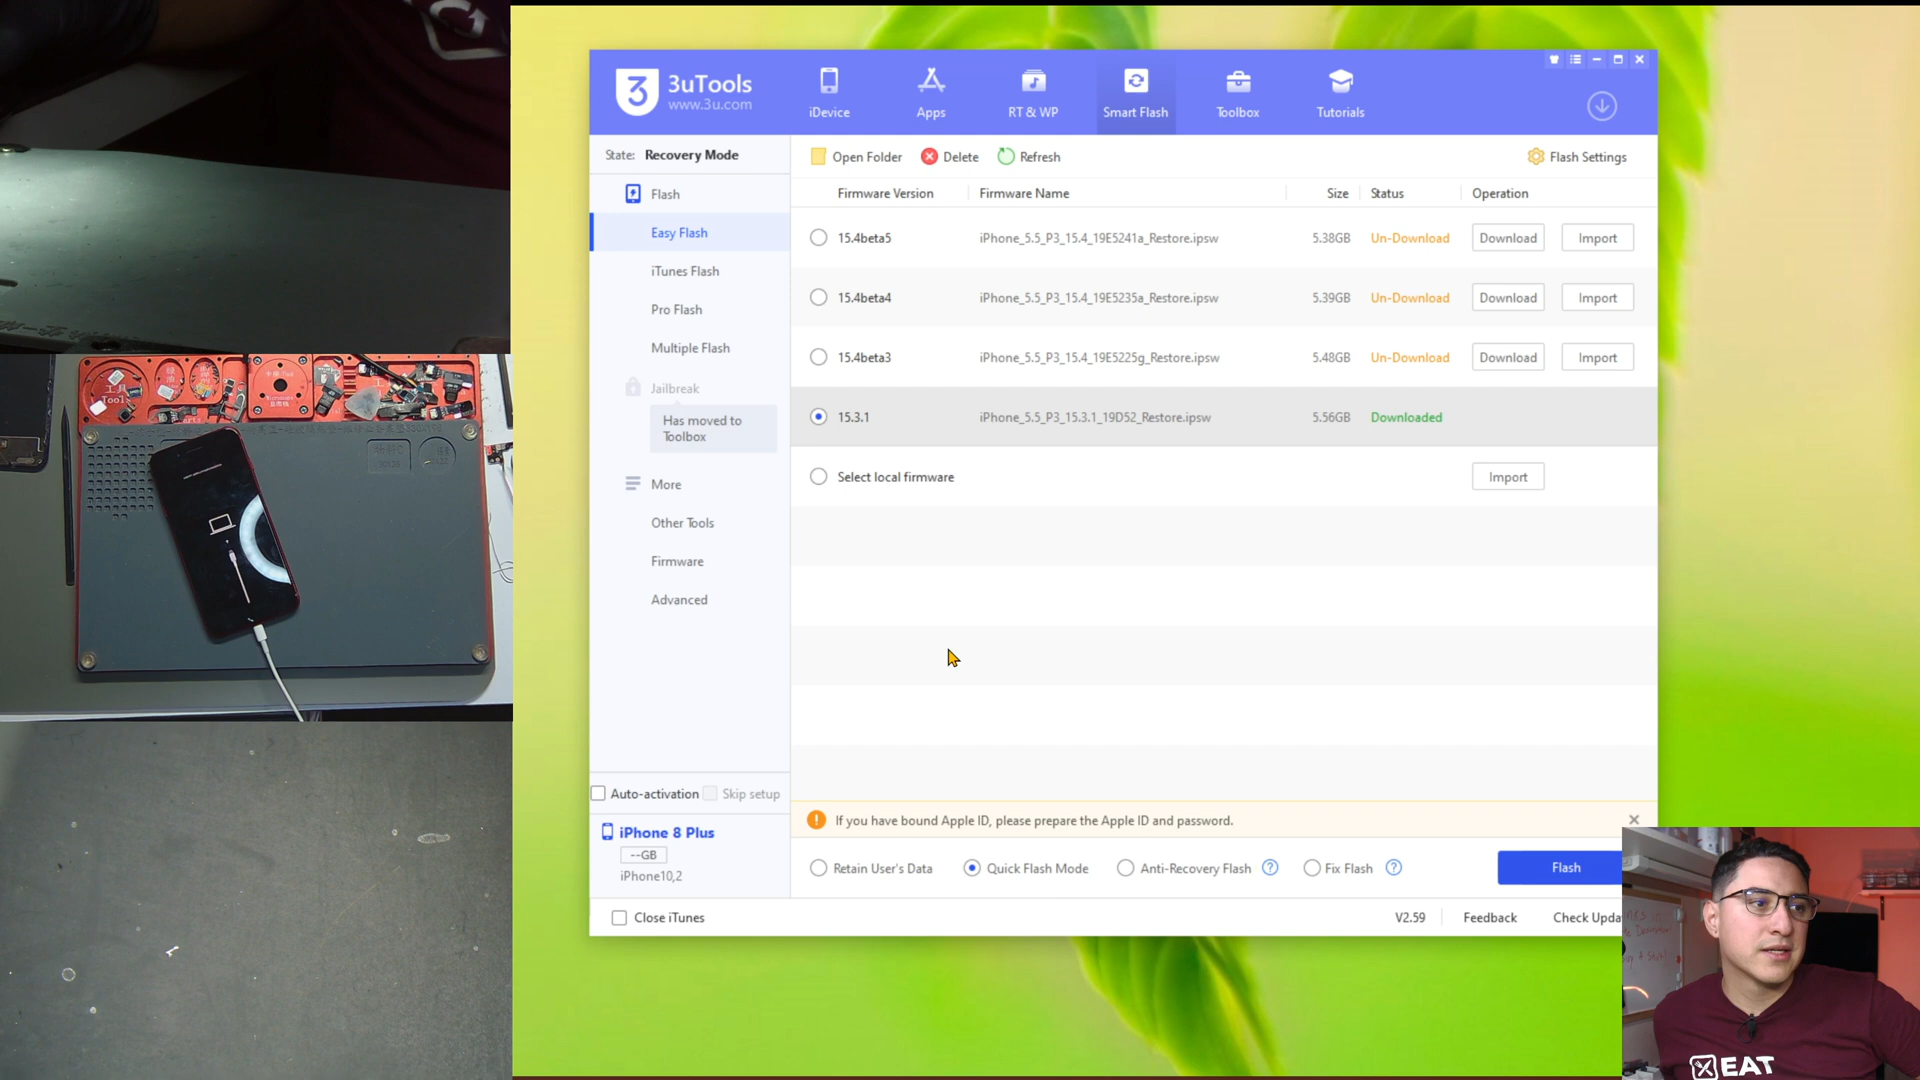 3 3uTools
www.3u.com
iDevice
Apps
RT & WP
Smart Flash
Toolbox
Tutorials
State: Recovery Mode
Open Folder
Delete
Refresh
Flash Settings
Flash
Easy Flash
iTunes Flash
Pro Flash
Multiple Flash
Jailbreak
Has moved to
Toolbox
More
Other Tools
Firmware
Advanced
Firmware Version Firmware Name Size Status Operation
15.4beta5 iPhone_5.5_P3_15.4_19E5241a_Restore.ipsw 5.38GB Un-Download Download Import
15.4beta4 iPhone_5.5_P3_15.4_19E5235a_Restore.ipsw 5.39GB Un-Download Download Import
15.4beta3 iPhone_5.5_P3_15.4_19E5225g_Restore.ipsw 5.48GB Un-Download Download Import
15.3.1 iPhone_5.5_P3_15.3.1_19D52_Restore.ipsw 5.56GB Downloaded
Select local firmware Import
Auto-activation Skip setup
iPhone 8 Plus
--GB
iPhone10,2
! If you have bound Apple ID, please prepare the Apple ID and password.
Retain User's Data Quick Flash Mode Anti-Recovery Flash ? Fix Flash ? Flash
Close iTunes
V2.59 Feedback Check Upda
工具
Tool
EAT